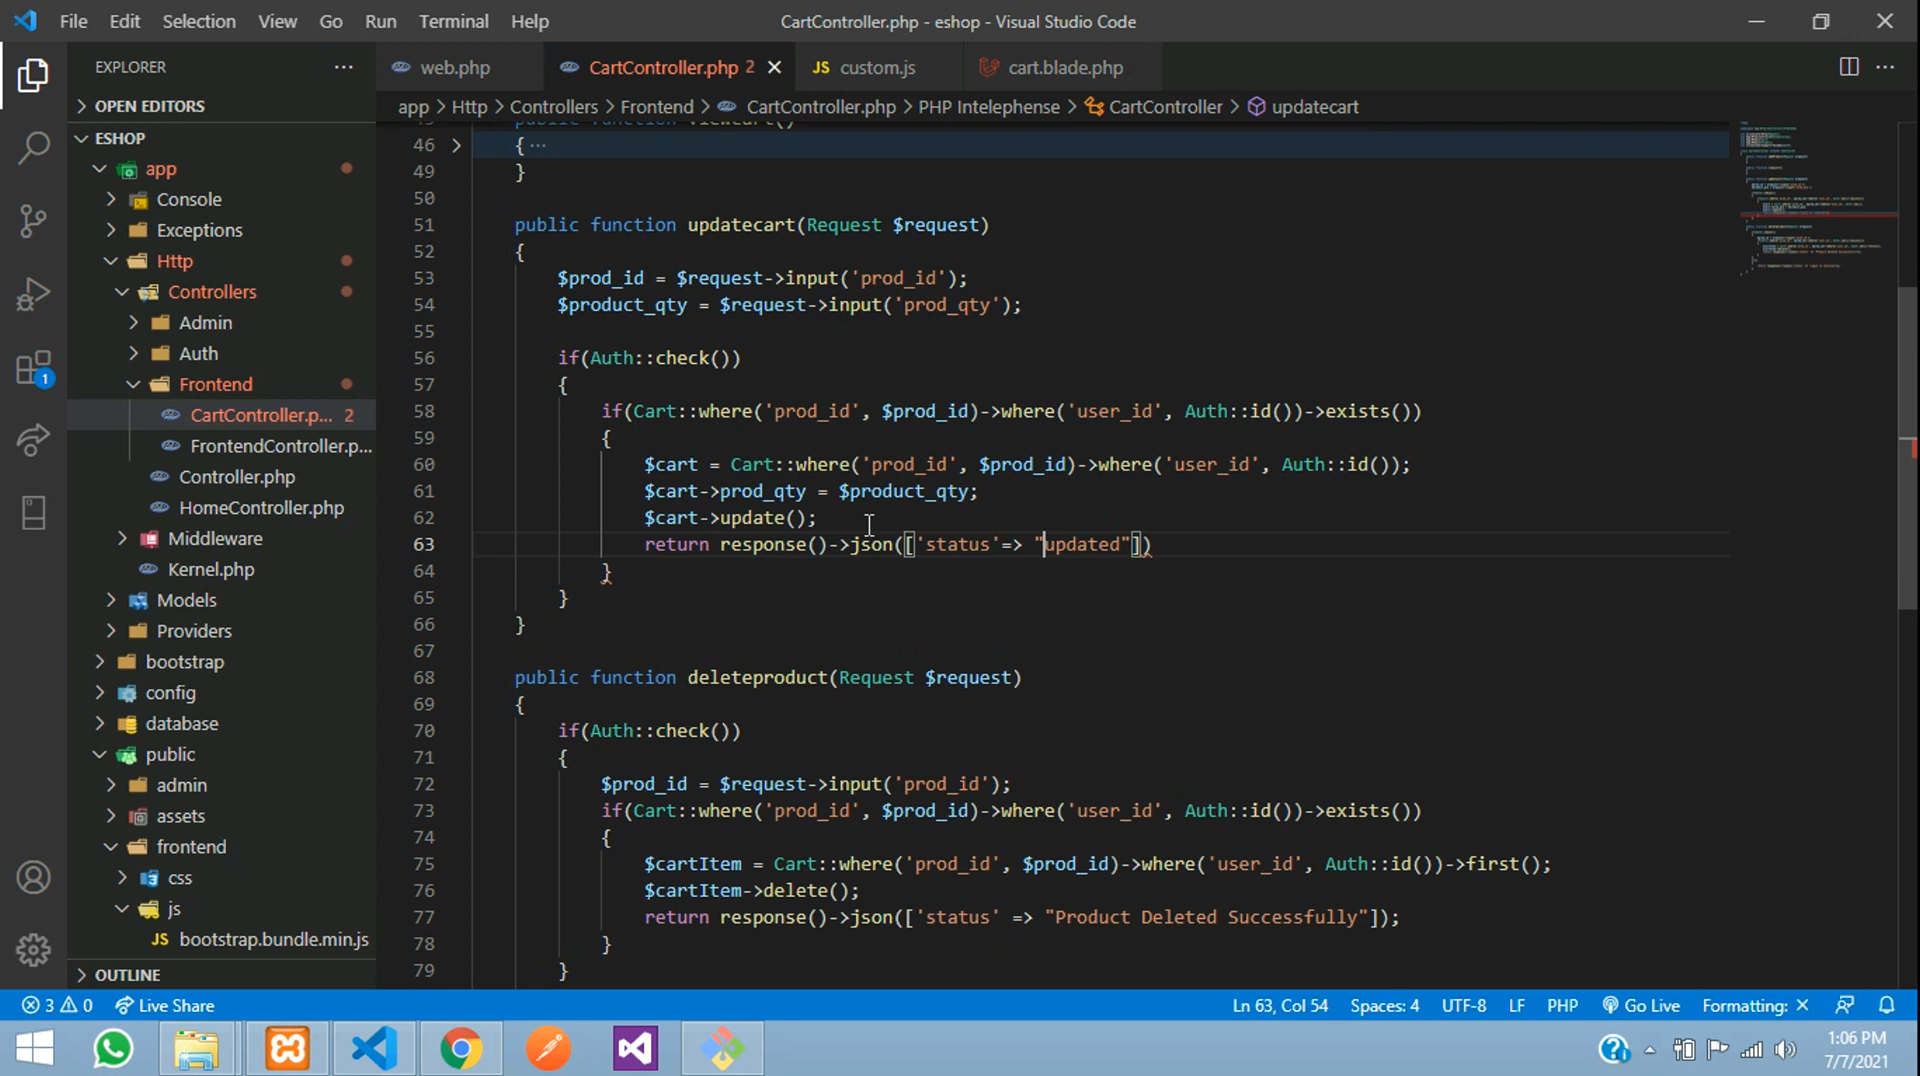 File Edit Selection View Go Run Terminal Help CartController.php - eshop - Visual Studio Code
EXPLORER ··· web.php CartController.php 2 JS custom.js cart.blade.php ···
OPEN EDITORS
app > Http > Controllers > Frontend > CartController.php > PHP Intelephense > CartController > updatecart
ESHOP
app
Console
Exceptions
Http
Controllers
Admin
Auth
Frontend
CartController.p... 2
FrontendController.p...
Controller.php
HomeController.php
Middleware
Kernel.php
Models
Providers
bootstrap
config
database
public
admin
assets
frontend
css
js
JS bootstrap.bundle.min.js
OUTLINE
public function viewcart()
46 { ···
49 }
50
51 public function updatecart(Request $request)
52 {
53 $prod_id = $request->input('prod_id');
54 $product_qty = $request->input('prod_qty');
55
56 if(Auth::check())
57 {
58 if(Cart::where('prod_id', $prod_id)->where('user_id', Auth::id())->exists())
59 {
60 $cart = Cart::where('prod_id', $prod_id)->where('user_id', Auth::id());
61 $cart->prod_qty = $product_qty;
62 $cart->update();
63 return response()->json(['status'=> "updated"])
64 }
65 }
66 }
67
68 public function deleteproduct(Request $request)
69 {
70 if(Auth::check())
71 {
72 $prod_id = $request->input('prod_id');
73 if(Cart::where('prod_id', $prod_id)->where('user_id', Auth::id())->exists())
74 {
75 $cartItem = Cart::where('prod_id', $prod_id)->where('user_id', Auth::id())->first();
76 $cartItem->delete();
77 return response()->json(['status' => "Product Deleted Successfully"]);
78 }
79 }
1
3 0 Live Share Ln 63, Col 54 Spaces: 4 UTF-8 LF PHP Go Live Formatting: ×
1:06 PM
7/7/2021